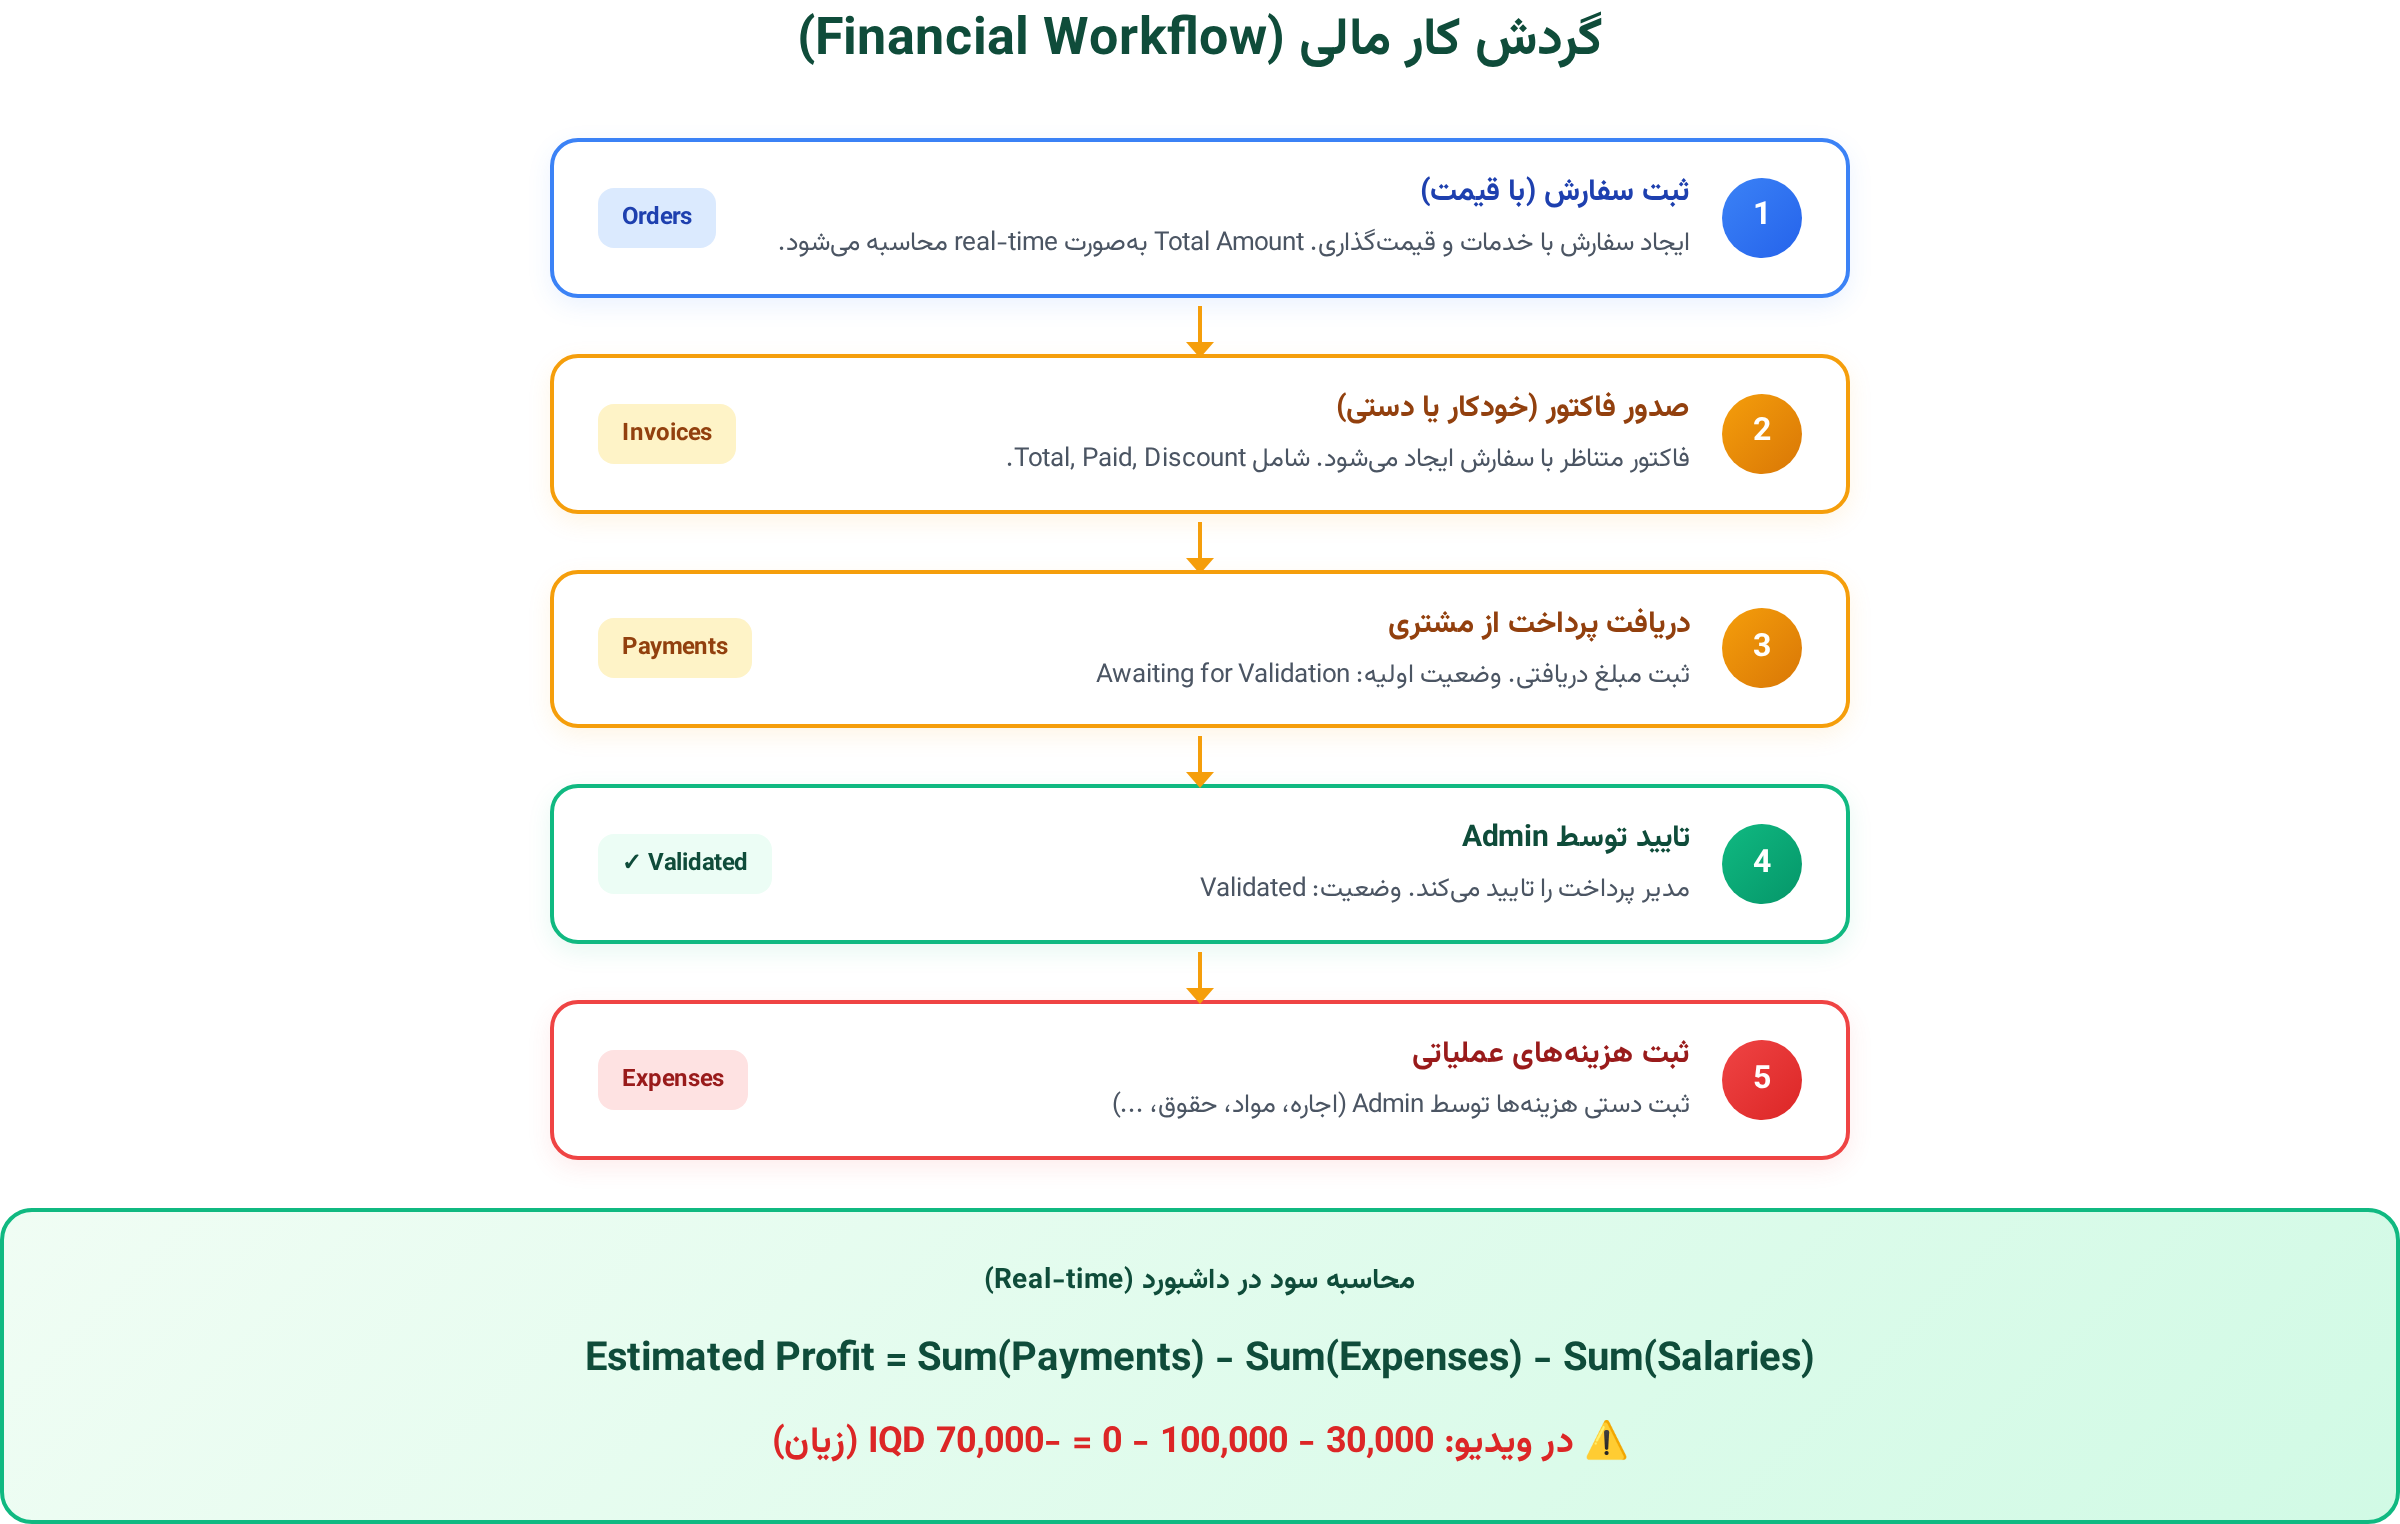 گردش کار مالی (Financial Workflow)
1
ثبت سفارش (با قیمت)
ایجاد سفارش با خدمات و قیمت‌گذاری. Total Amount به‌صورت real-time محاسبه می‌شود.
Orders
2
صدور فاکتور (خودکار یا دستی)
فاکتور متناظر با سفارش ایجاد می‌شود. شامل Total, Paid, Discount.
Invoices
3
دریافت پرداخت از مشتری
ثبت مبلغ دریافتی. وضعیت اولیه: Awaiting for Validation
Payments
4
تایید توسط Admin
مدیر پرداخت را تایید می‌کند. وضعیت: Validated
✓ Validated
5
ثبت هزینه‌های عملیاتی
ثبت دستی هزینه‌ها توسط Admin (اجاره، مواد، حقوق، ...)
Expenses
محاسبه سود در داشبورد (Real-time)
Estimated Profit = Sum(Payments) − Sum(Expenses) − Sum(Salaries)
⚠️ در ویدیو: 30,000 − 100,000 − 0 = −70,000 IQD (زیان)